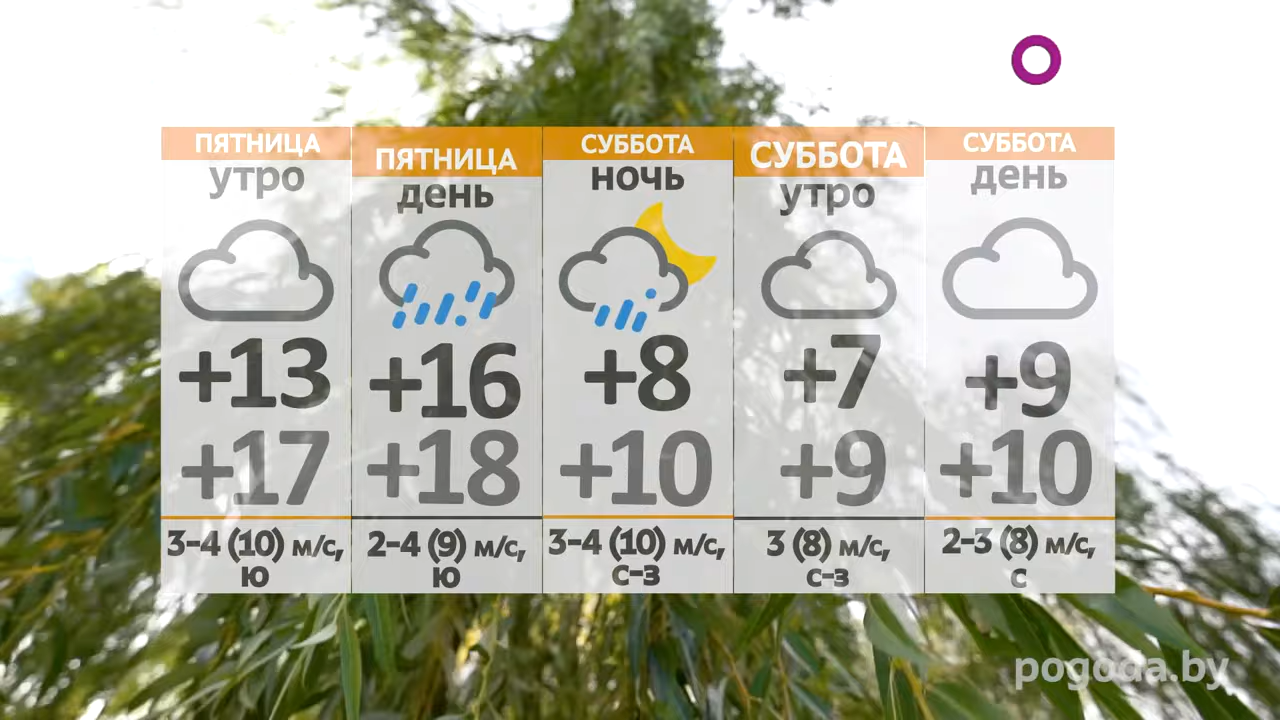 ПЯТНИЦА
утро
+13
+17
3-4 (10) м/с,
ю
ПЯТНИЦА
день
+16
+18
2-4 (9) м/с,
ю
СУББОТА
ночь
+8
+10
3-4 (10) м/с,
с-з
СУББОТА
утро
+7
+9
3 (8) м/с,
с-з
СУББОТА
день
+9
+10
2-3 (8) м/с,
с
pogoda.by